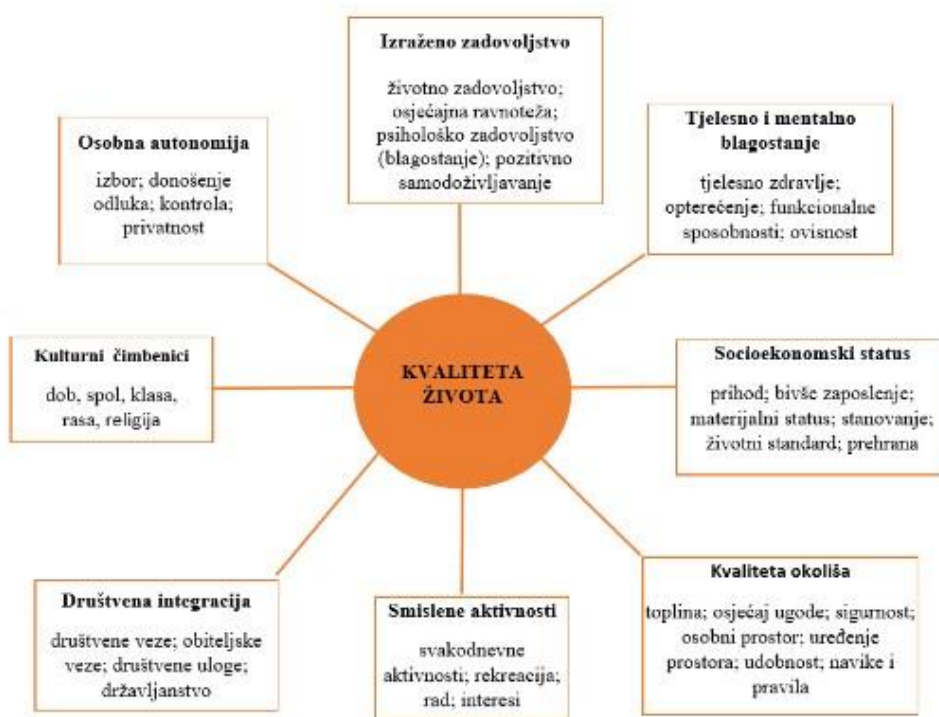 Izraženo zadovoljstvo
životno zadovoljstvo;
osjećajna ravnoteža;
psihološko zadovoljstvo
(blagostanje); pozitivno
samodoživljavanje
Osobna autonomija
izbor; donošenje
odluka; kontrola;
privatnost
Tjelesno i mentalno
blagostanje
tjelesno zdravlje;
opterećenje; funkcionalne
sposobnosti; ovisnost
Kulturni čimbenici
dob, spol, klasa,
rasa, religija
KVALITETA
ŽIVOTA
Socioekonomski status
prihod; bivše zaposlenje;
materijalni status; stanovanje;
životni standard; prehrana
Društvena integracija
društvene veze; obiteljske
veze; društvene uloge;
državljanstvo
Smislene aktivnosti
svakodnevne
aktivnosti; rekreacija;
rad; interesi
Kvaliteta okoliša
toplina; osjećaj ugode; sigurnost;
osobni prostor; uređenje
prostora; udobnost; navike i
pravila